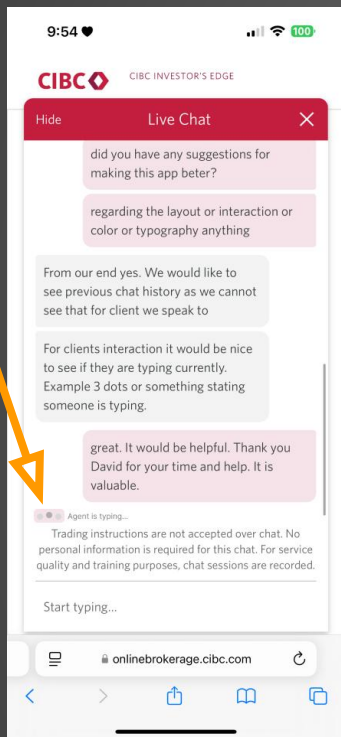 9:54
100
CIBC
CIBC INVESTOR'S EDGE
Hide
Live Chat
did you have any suggestions for
making this app beter?
regarding the layout or interaction or
color or typography anything
From our end yes. We would like to
see previous chat history as we cannot
see that for client we speak to
For clients interaction it would be nice
to see if they are typing currently.
Example 3 dots or something stating
someone is typing.
great. It would be helpful. Thank you
David for your time and help. It is
valuable.
Agent is typing...
Trading instructions are not accepted over chat. No
personal information is required for this chat. For service
quality and training purposes, chat sessions are recorded.
Start typing...
onlinebrokerage.cibc.com